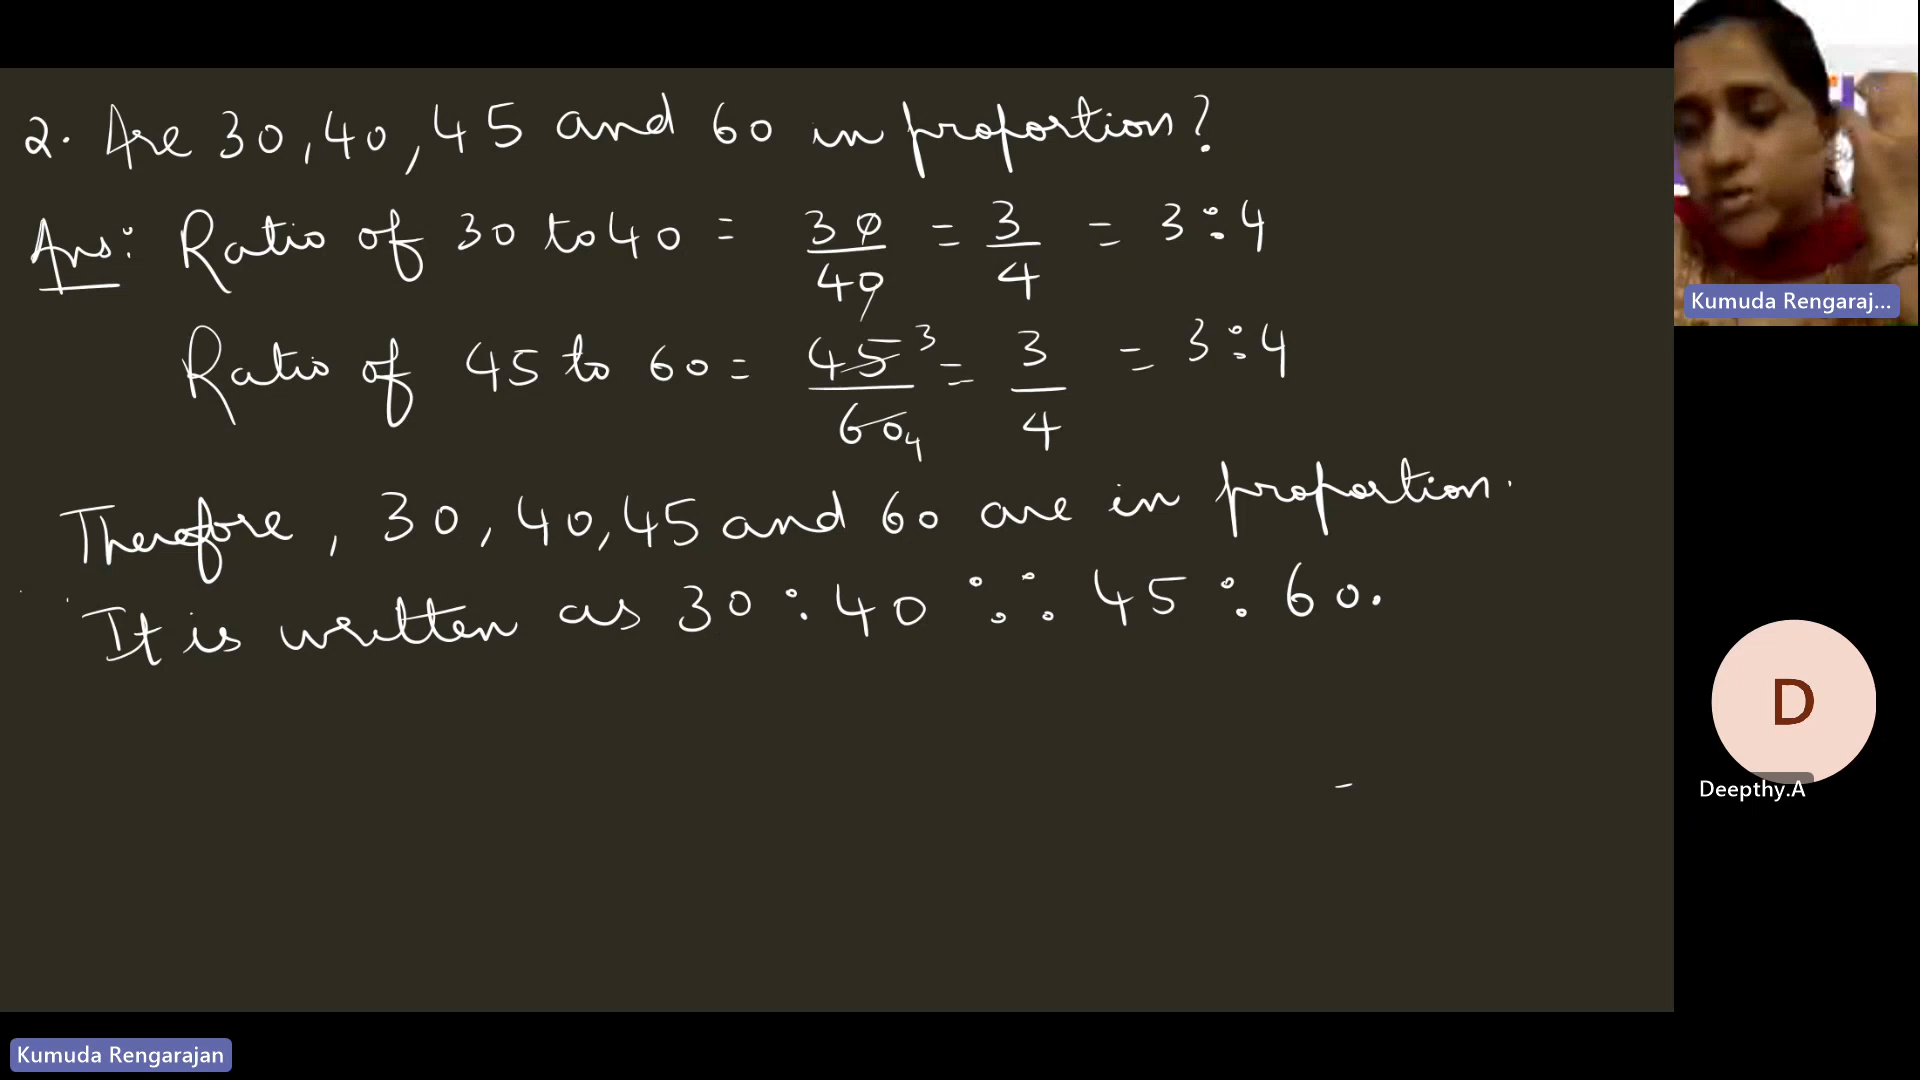 2. Are 30, 40, 45 and 60 in proportion?
Ans: Ratio of 30 to 40 = 30/40 = 3/4 = 3:4
Ratio of 45 to 60 = 45/60 3 4 = 3/4 = 3:4
Therefore, 30, 40, 45 and 60 are in proportion.
It is written as 30 : 40 :: 45 : 60.
Kumuda Rengaraj...
D
Deepthy.A
Kumuda Rengarajan